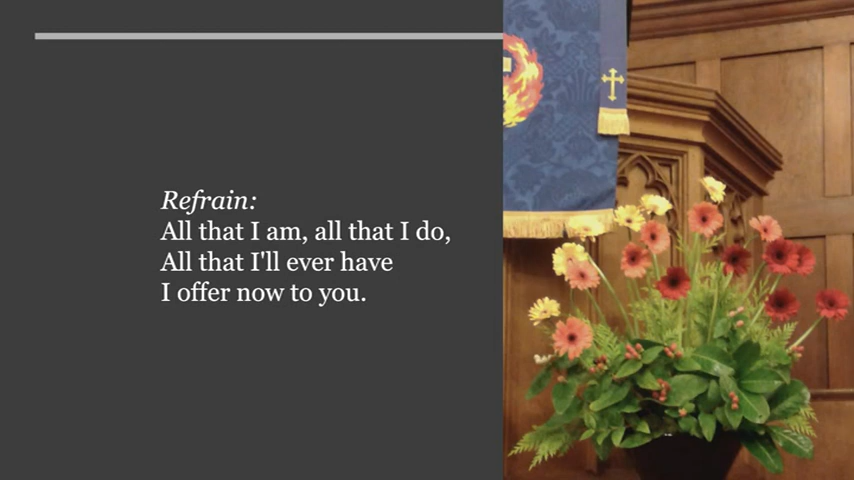 Refrain:
All that I am, all that I do,
All that I'll ever have
I offer now to you.